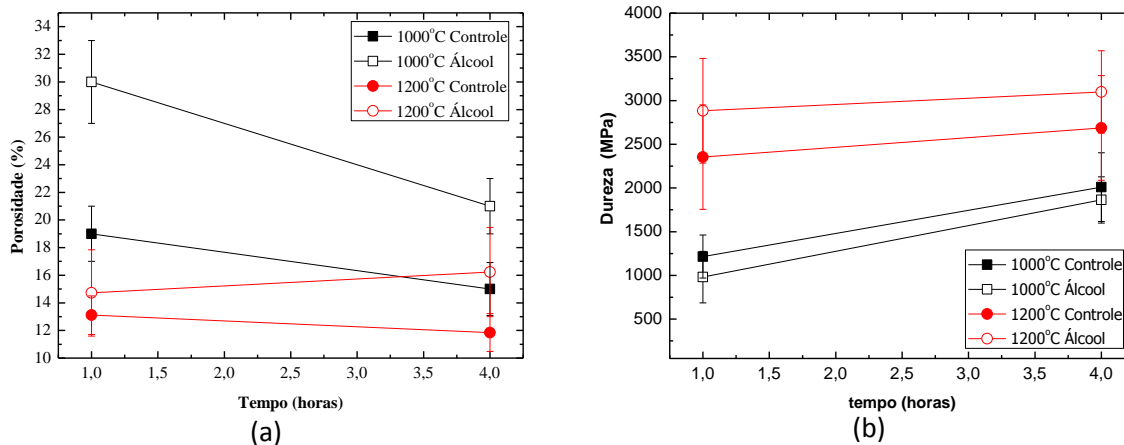 Porosidade (%)
34
32
30
28
26
24
22
20
18
16
14
12
10
1,0 1,5 2,0 2,5 3,0 3,5 4,0
Tempo (horas)
1000°C Controle
1000°C Álcool
1200°C Controle
1200°C Álcool
(a)
Dureza (MPa)
4000
3500
3000
2500
2000
1500
1000
500
1,0 1,5 2,0 2,5 3,0 3,5 4,0
tempo (horas)
1000°C Controle
1000°C Álcool
1200°C Controle
1200°C Álcool
(b)